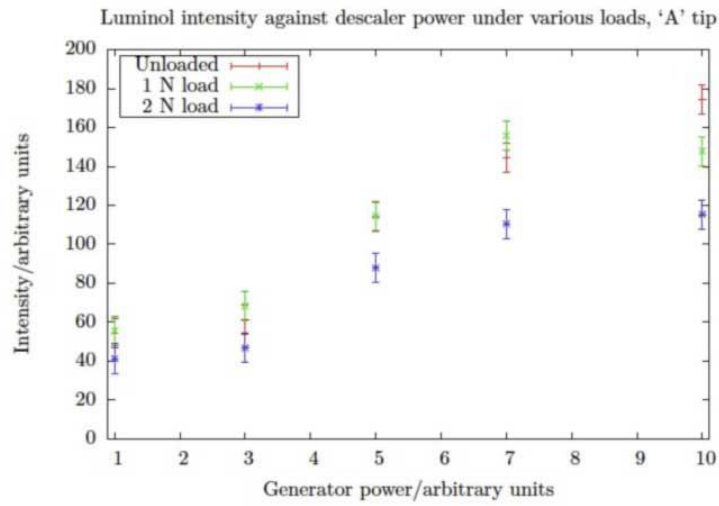 Luminol intensity against descaler power under various loads, ‘A’ tip
200
180
160
140
120
100
80
60
40
20
0
Intensity/arbitrary units
Unloaded
1 N load
2 N load
1 2 3 4 5 6 7 8 9 10
Generator power/arbitrary units